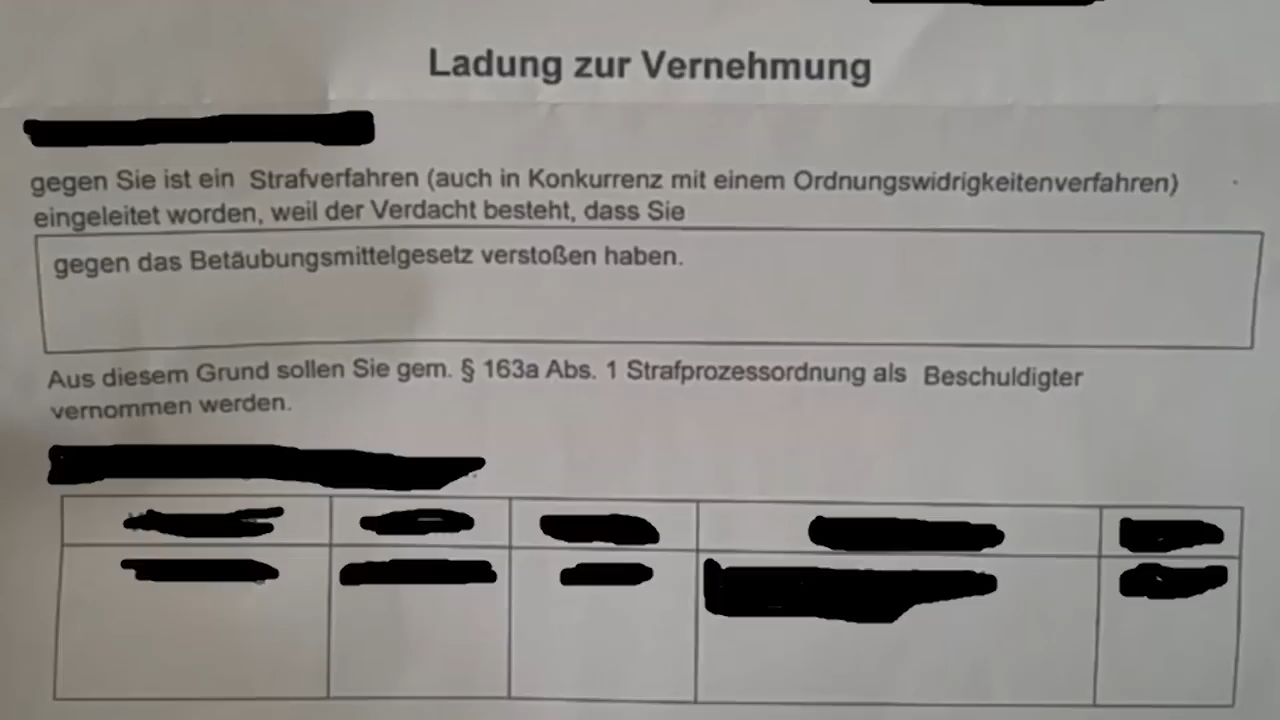 Ladung zur Vernehmung
gegen Sie ist ein Strafverfahren (auch in Konkurrenz mit einem Ordnungswidrigkeitenverfahren)
eingeleitet worden, weil der Verdacht besteht, dass Sie
gegen das Betäubungsmittelgesetz verstoßen haben.
Aus diesem Grund sollen Sie gem. § 163a Abs. 1 Strafprozessordnung als Beschuldigter
vernommen werden.